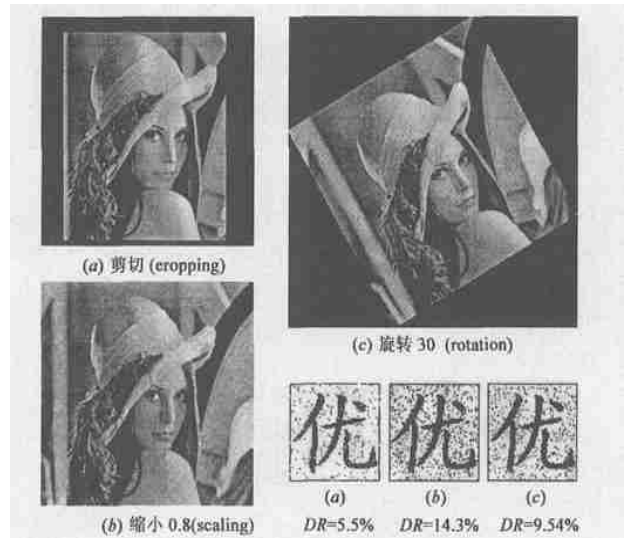 (a) 剪切 (eropping)
(c) 旋转 30 (rotation)
(b) 缩小 0.8(scaling)
优 优 优
(a) (b) (c)
DR=5.5% DR=14.3% DR=9.54%